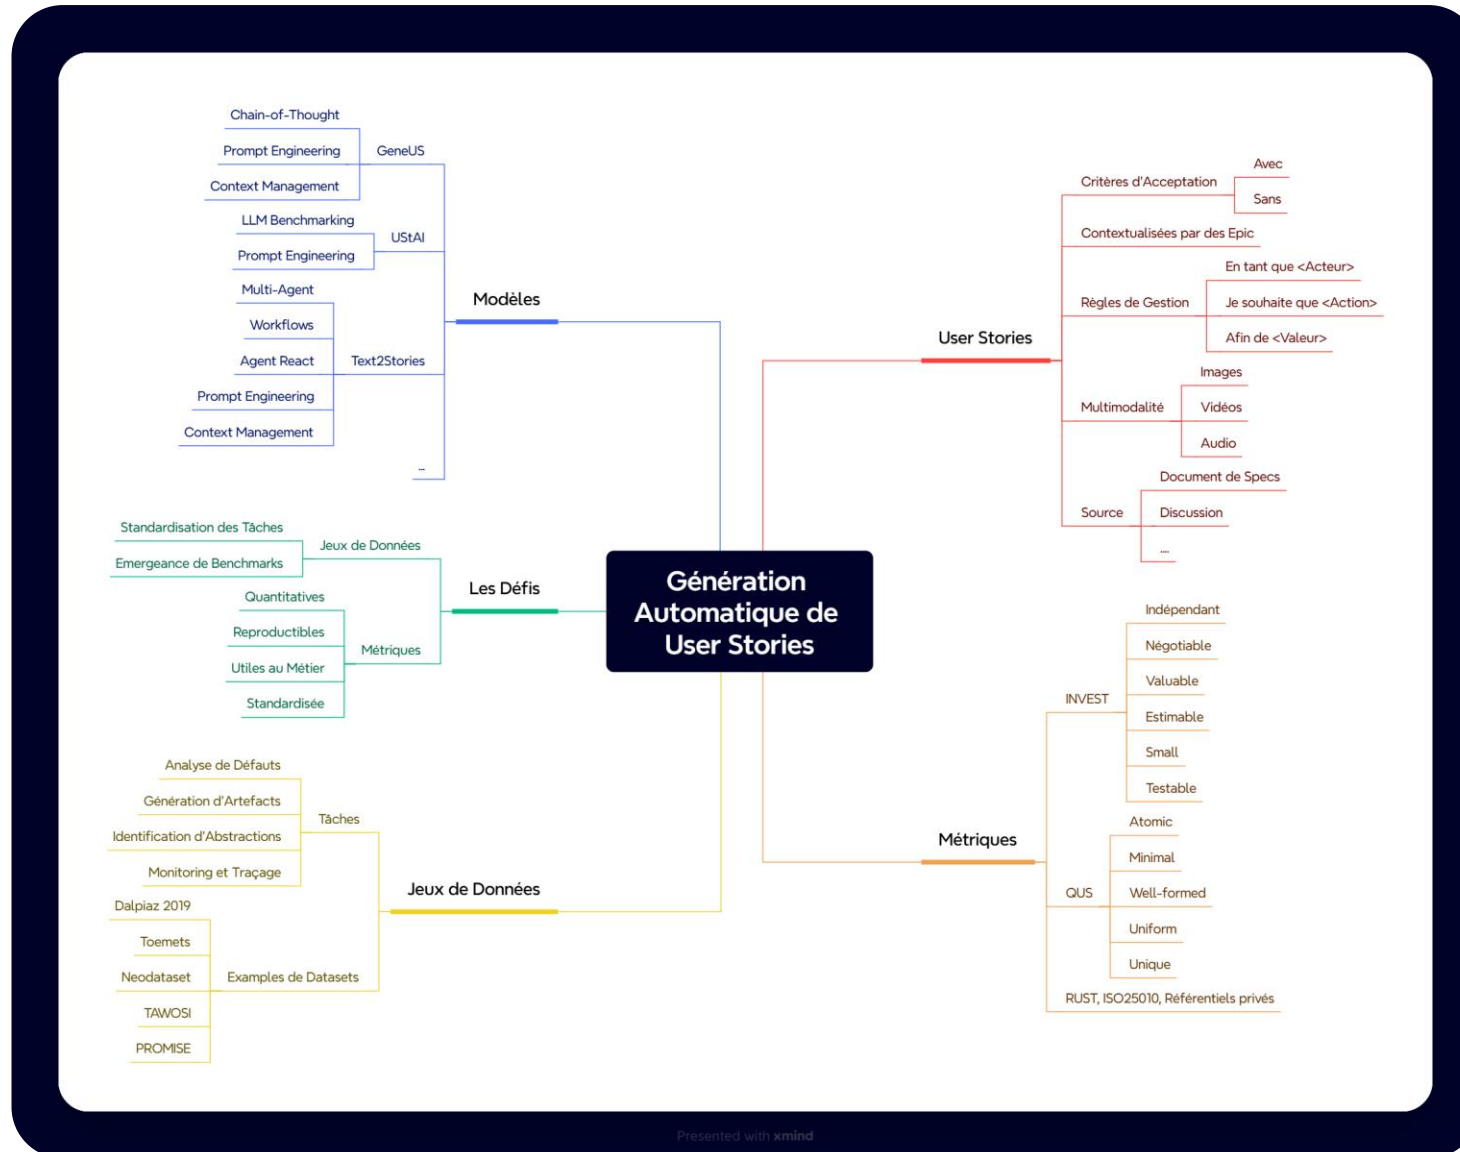 Chain-of-Thought
Prompt Engineering
Context Management
GeneUS
LLM Benchmarking
Prompt Engineering
UStAI
Multi-Agent
Workflows
Agent React
Prompt Engineering
Context Management
Text2Stories
...
Modèles
Standardisation des Tâches
Emergeance de Benchmarks
Jeux de Données
Quantitatives
Reproductibles
Utiles au Métier
Standardisée
Métriques
Les Défis
Analyse de Défauts
Génération d'Artefacts
Identification d'Abstractions
Monitoring et Traçage
Tâches
Dalpiaz 2019
Toemets
Neodataset
TAWOSI
PROMISE
Examples de Datasets
Jeux de Données
Génération
Automatique de
User Stories
User Stories
Critères d'Acceptation
Avec
Sans
Contextualisées par des Epic
Règles de Gestion
En tant que <Acteur>
Je souhaite que <Action>
Afin de <Valeur>
Multimodalité
Images
Vidéos
Audio
Source
Document de Specs
Discussion
....
Métriques
INVEST
Indépendant
Négotiable
Valuable
Estimable
Small
Testable
QUS
Atomic
Minimal
Well-formed
Uniform
Unique
RUST, ISO25010, Référentiels privés
Presented with xmind